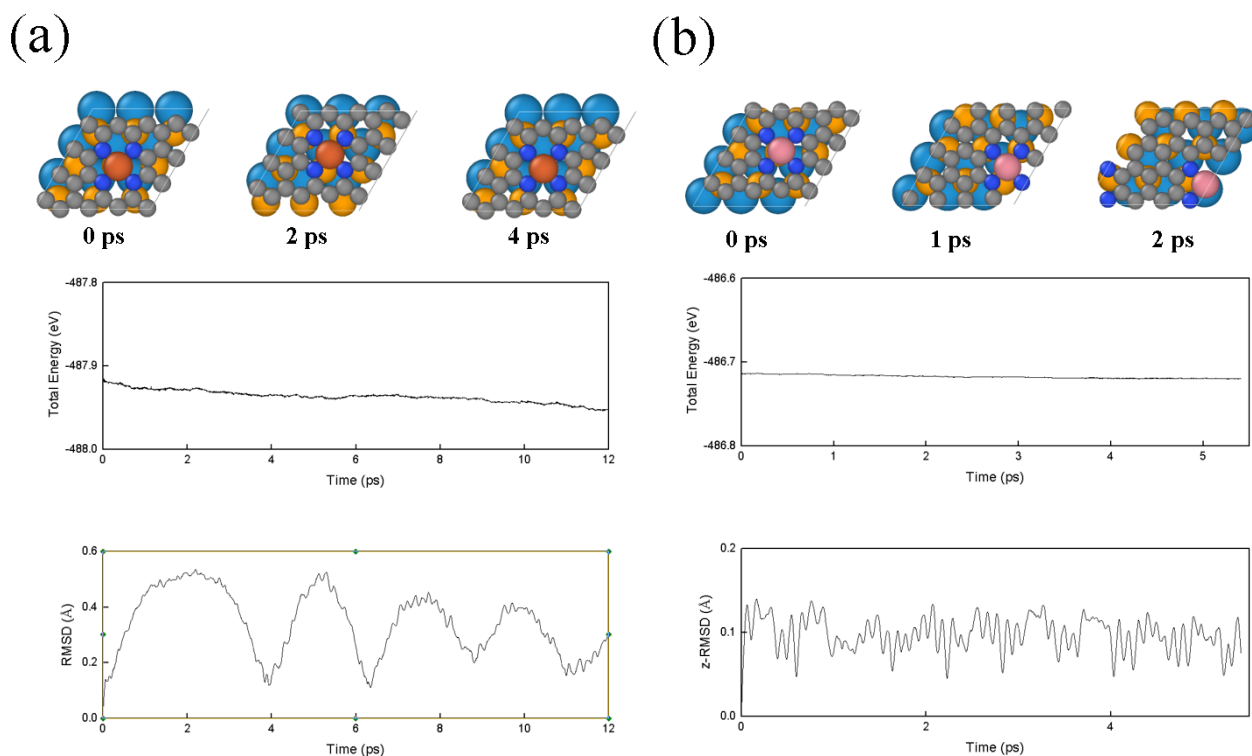 (a)
0 ps
2 ps
4 ps
-487.8
-487.9
-488.0
Total Energy (eV)
0 2 4 6 8 10 12
Time (ps)
0.6
0.4
0.2
0.0
RMSD (Å)
0 2 4 6 8 10 12
Time (ps)
(b)
0 ps
1 ps
2 ps
-486.6
-486.7
-486.8
Total Energy (eV)
0 1 2 3 4 5
Time (ps)
0.2
0.1
0.0
z-RMSD (Å)
0 2 4
Time (ps)